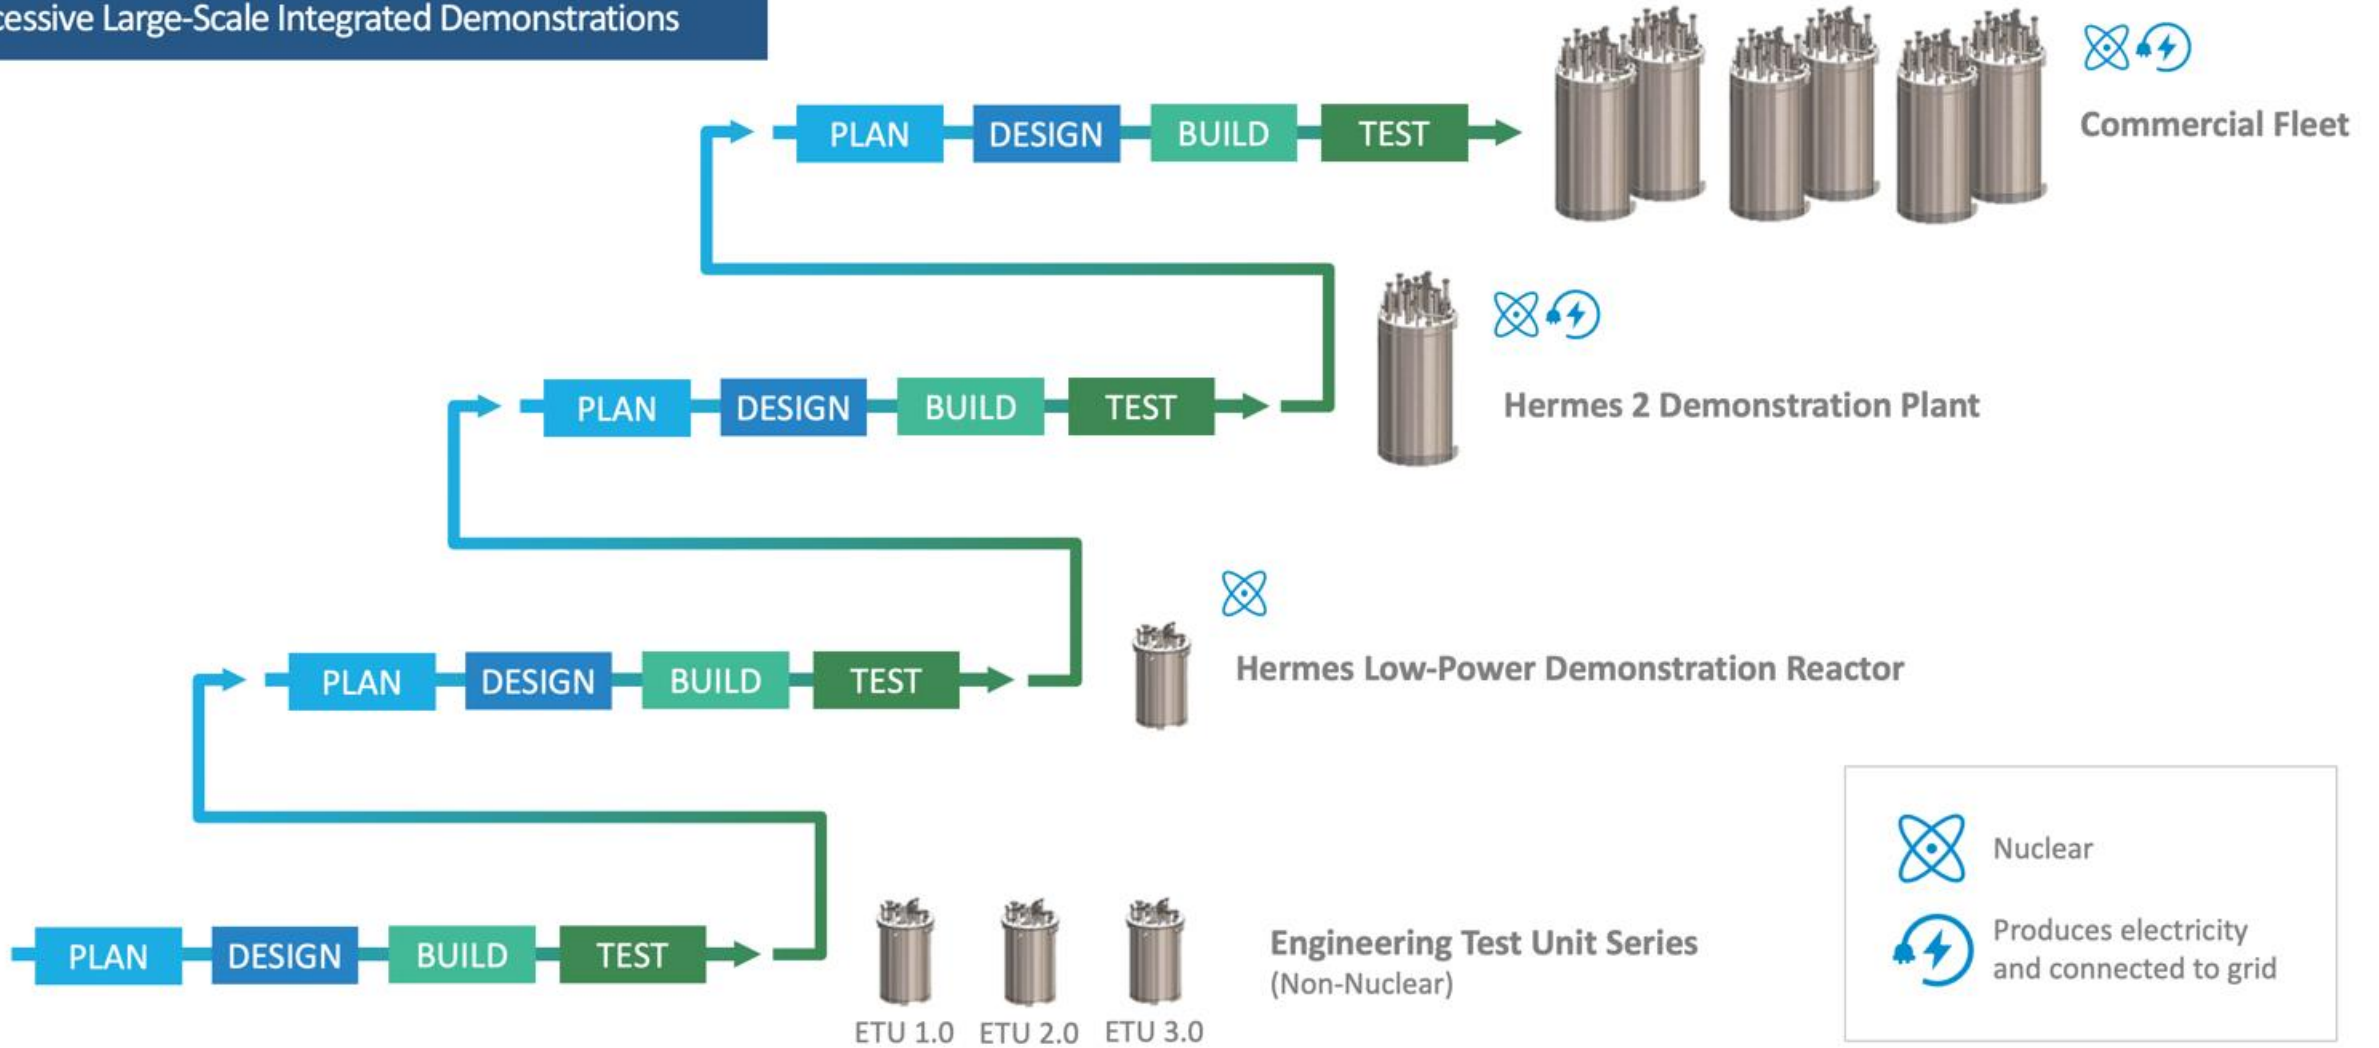 Large-Scale Integrated Demonstrations
PLAN DESIGN BUILD TEST
Commercial Fleet
PLAN DESIGN BUILD TEST
Hermes 2 Demonstration Plant
PLAN DESIGN BUILD TEST
Hermes Low-Power Demonstration Reactor
PLAN DESIGN BUILD TEST
ETU 1.0 ETU 2.0 ETU 3.0
Engineering Test Unit Series
(Non-Nuclear)
Nuclear
Produces electricity
and connected to grid